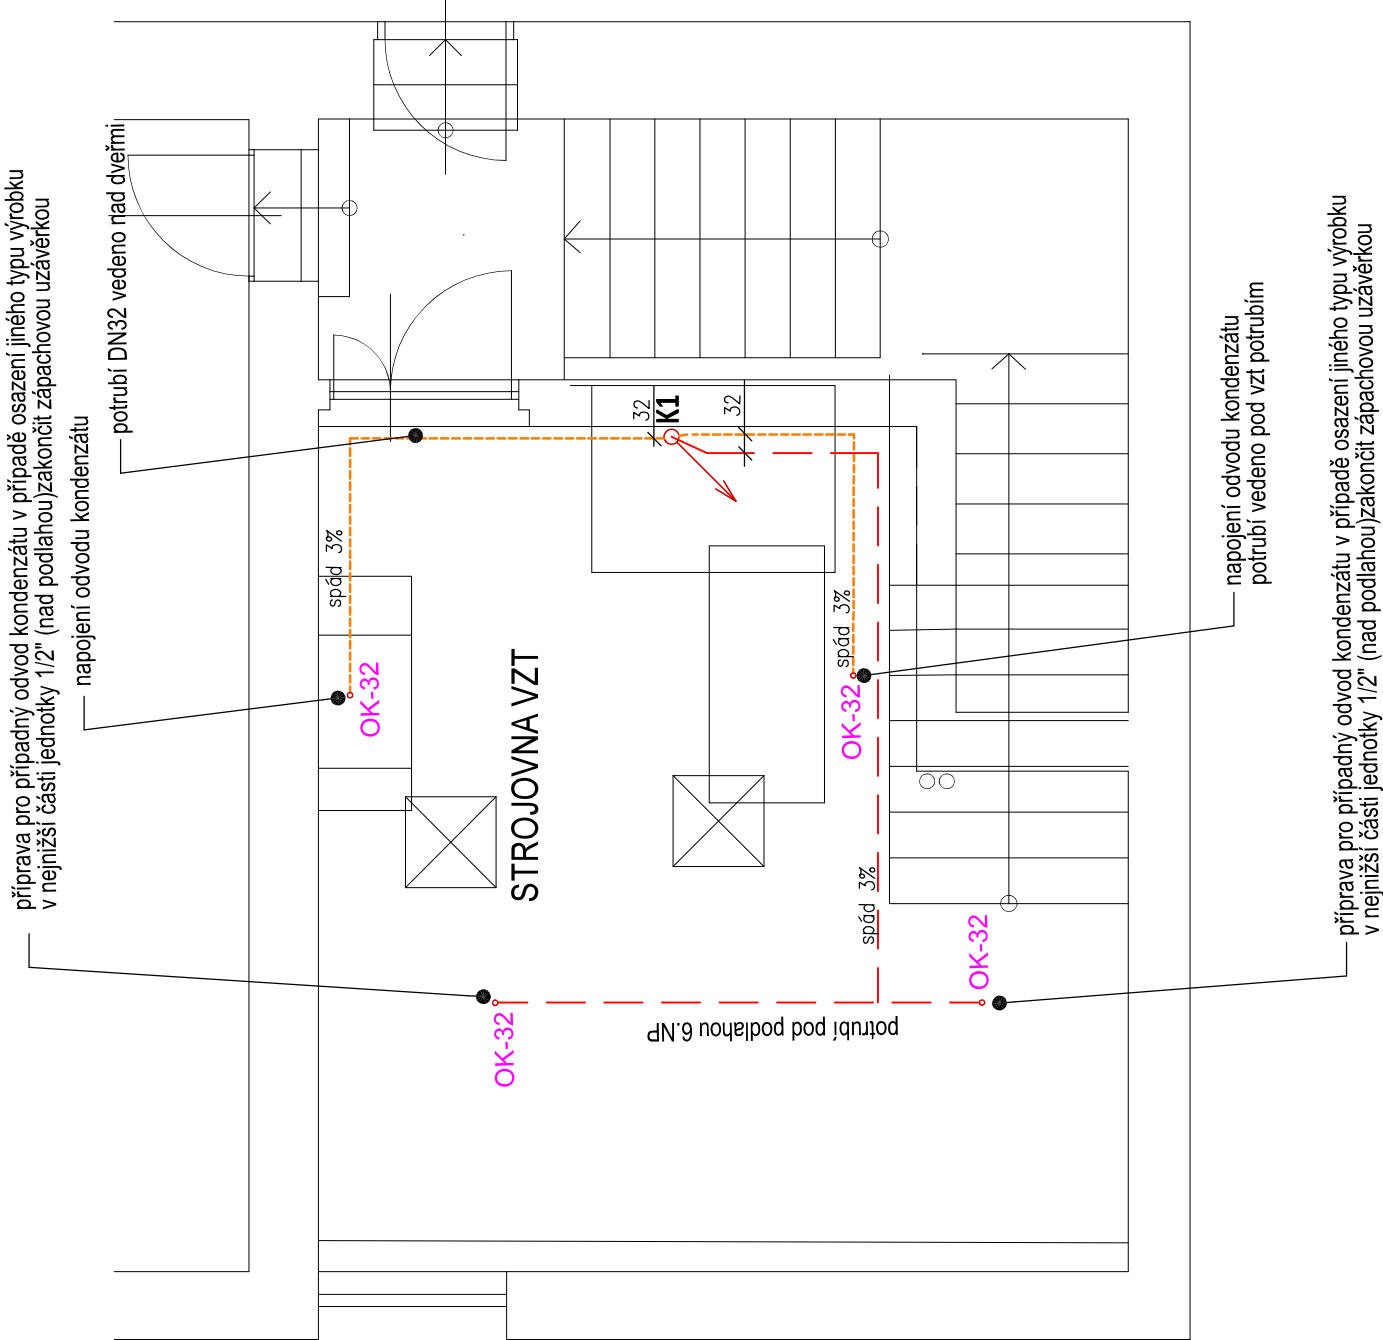 příprava pro případný odvod kondenzátu v případě osazení jiného typu výrobku
v nejnižší části jednotky 1/2" (nad podlahou)zakončit zápachovou uzávěrkou
napojení odvodu kondenzátu
potrubí DN32 vedeno nad dveřmi
spád 3%
OK-32
STROJOVNA VZT
OK-32
32
K1
32
spád 3%
OK-32
spád 3%
OK-32
potrubí pod podlahou 6.NP
napojení odvodu kondenzátu
potrubí vedeno pod vzt potrubím
příprava pro případný odvod kondenzátu v případě osazení jiného typu výrobku
v nejnižší části jednotky 1/2" (nad podlahou)zakončit zápachovou uzávěrkou